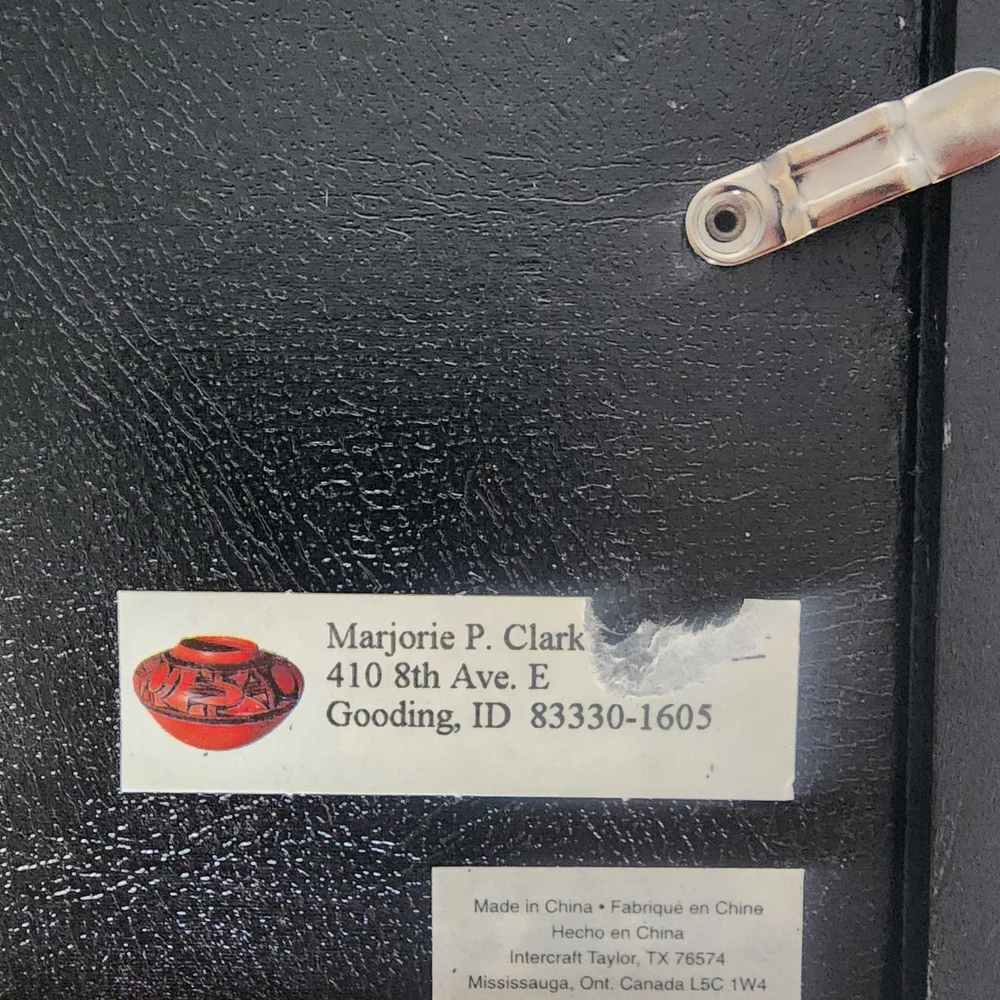 Marjorie P. Clark
410 8th Ave. E
Gooding, ID 83330-1605
Made in China • Fabriqué en Chine
Hecho en China
Intercraft Taylor, TX 76574
Mississauga, Ont. Canada L5C 1W4